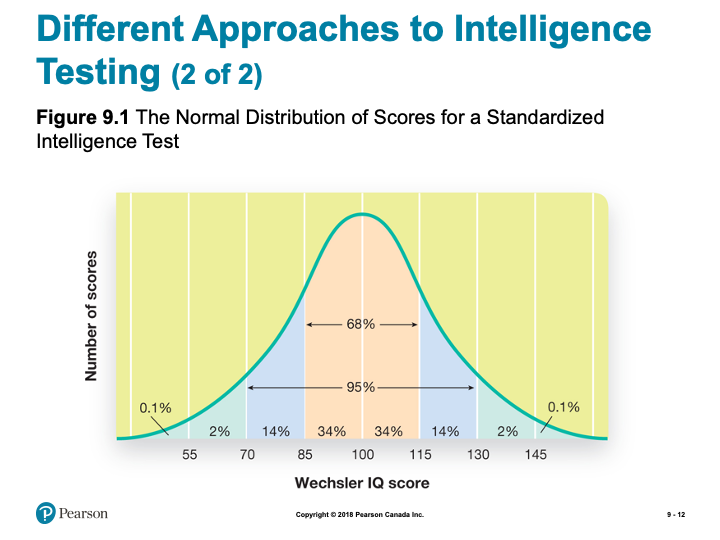 Different Approaches to Intelligence
Testing (2 of 2)
Figure 9.1 The Normal Distribution of Scores for a Standardized
Intelligence Test
Number of scores
68%
95%
0.1%
0.1%
2% 14% 34% 34% 14% 2%
55 70 85 100 115 130 145
Wechsler IQ score
P Pearson
Copyright © 2018 Pearson Canada Inc.
9 - 12